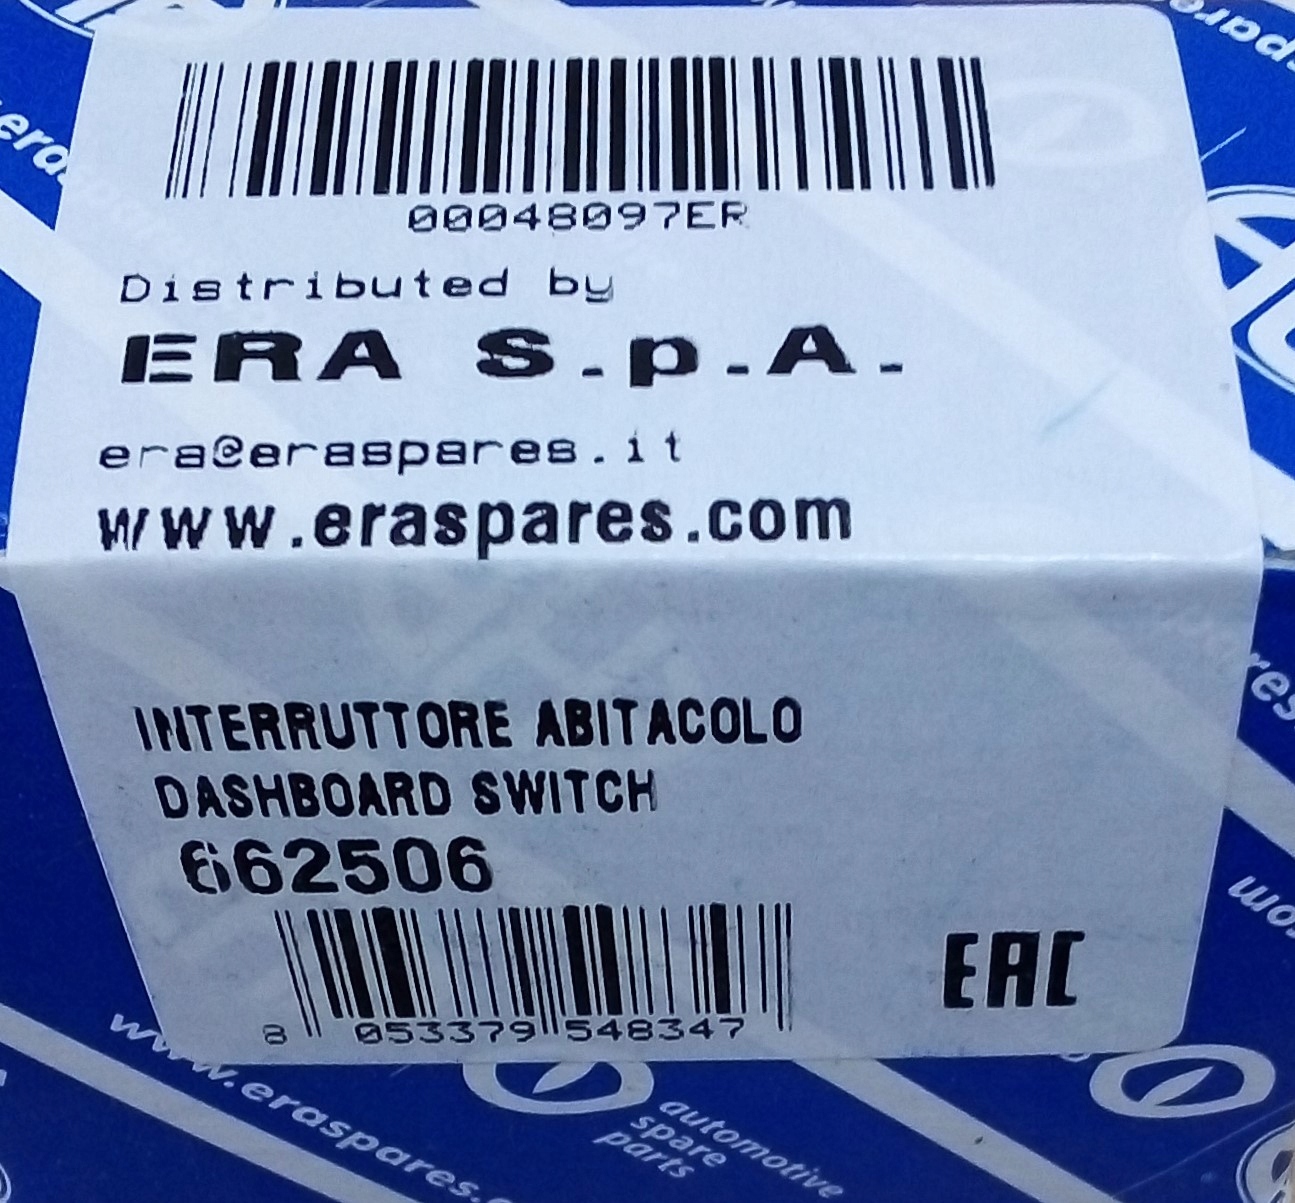 00048097ER
Distributed by
ERA S.p.A.
era@eraspares.it
www.eraspares.com
INTERRUTTORE ABITACOLO
DASHBOARD SWITCH
662506
8 053379 548347
EAC
www.eraspares.
automotive
spare
parts